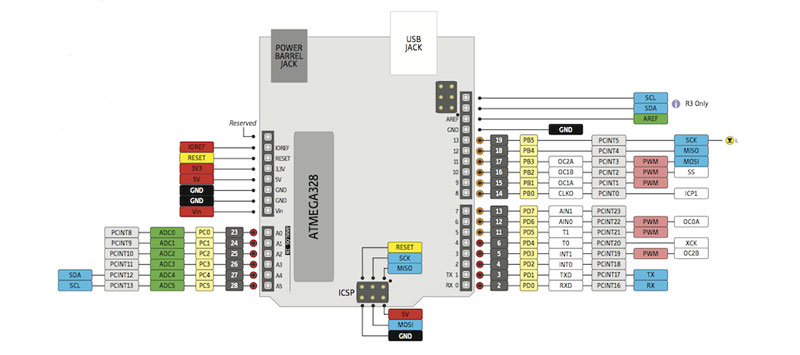 POWER BARREL JACK
USB JACK
SCL
SDA
R3 Only
AREF AREF
GND GND
Reserved
IOREF IOREF
RESET RESET
3V3 3.3V
5V 5V
GND GND
GND GND
Vin Vin
ATMEGA328
13 19 PB5 PCINT5 SCK L
12 18 PB4 PCINT4 MISO
11 17 PB3 OC2A PCINT3 PWM MOSI
10 16 PB2 OC1B PCINT2 PWM SS
9 15 PB1 OC1A PCINT1 PWM
8 14 PB0 CLKO PCINT0 ICP1
7 13 PD7 AIN1 PCINT23
6 12 PD6 AIN0 PCINT22 PWM OC0A
5 11 PD5 T1 PCINT21 PWM
4 6 PD4 T0 PCINT20 XCK
3 5 PD3 INT1 PCINT19 PWM OC2B
2 4 PD2 INT0 PCINT18
TX 1 3 PD1 TXD PCINT17 TX
RX 0 2 PD0 RXD PCINT16 RX
PCINT8 ADC0 PC0 23 A0
PCINT9 ADC1 PC1 24 A1
PCINT10 ADC2 PC2 25 A2
PCINT11 ADC3 PC3 26 A3
SDA PCINT12 ADC4 PC4 27 A4
SCL PCINT13 ADC5 PC5 28 A5
ANALOG IN
RESET
SCK
MISO
ICSP
5V
MOSI
GND